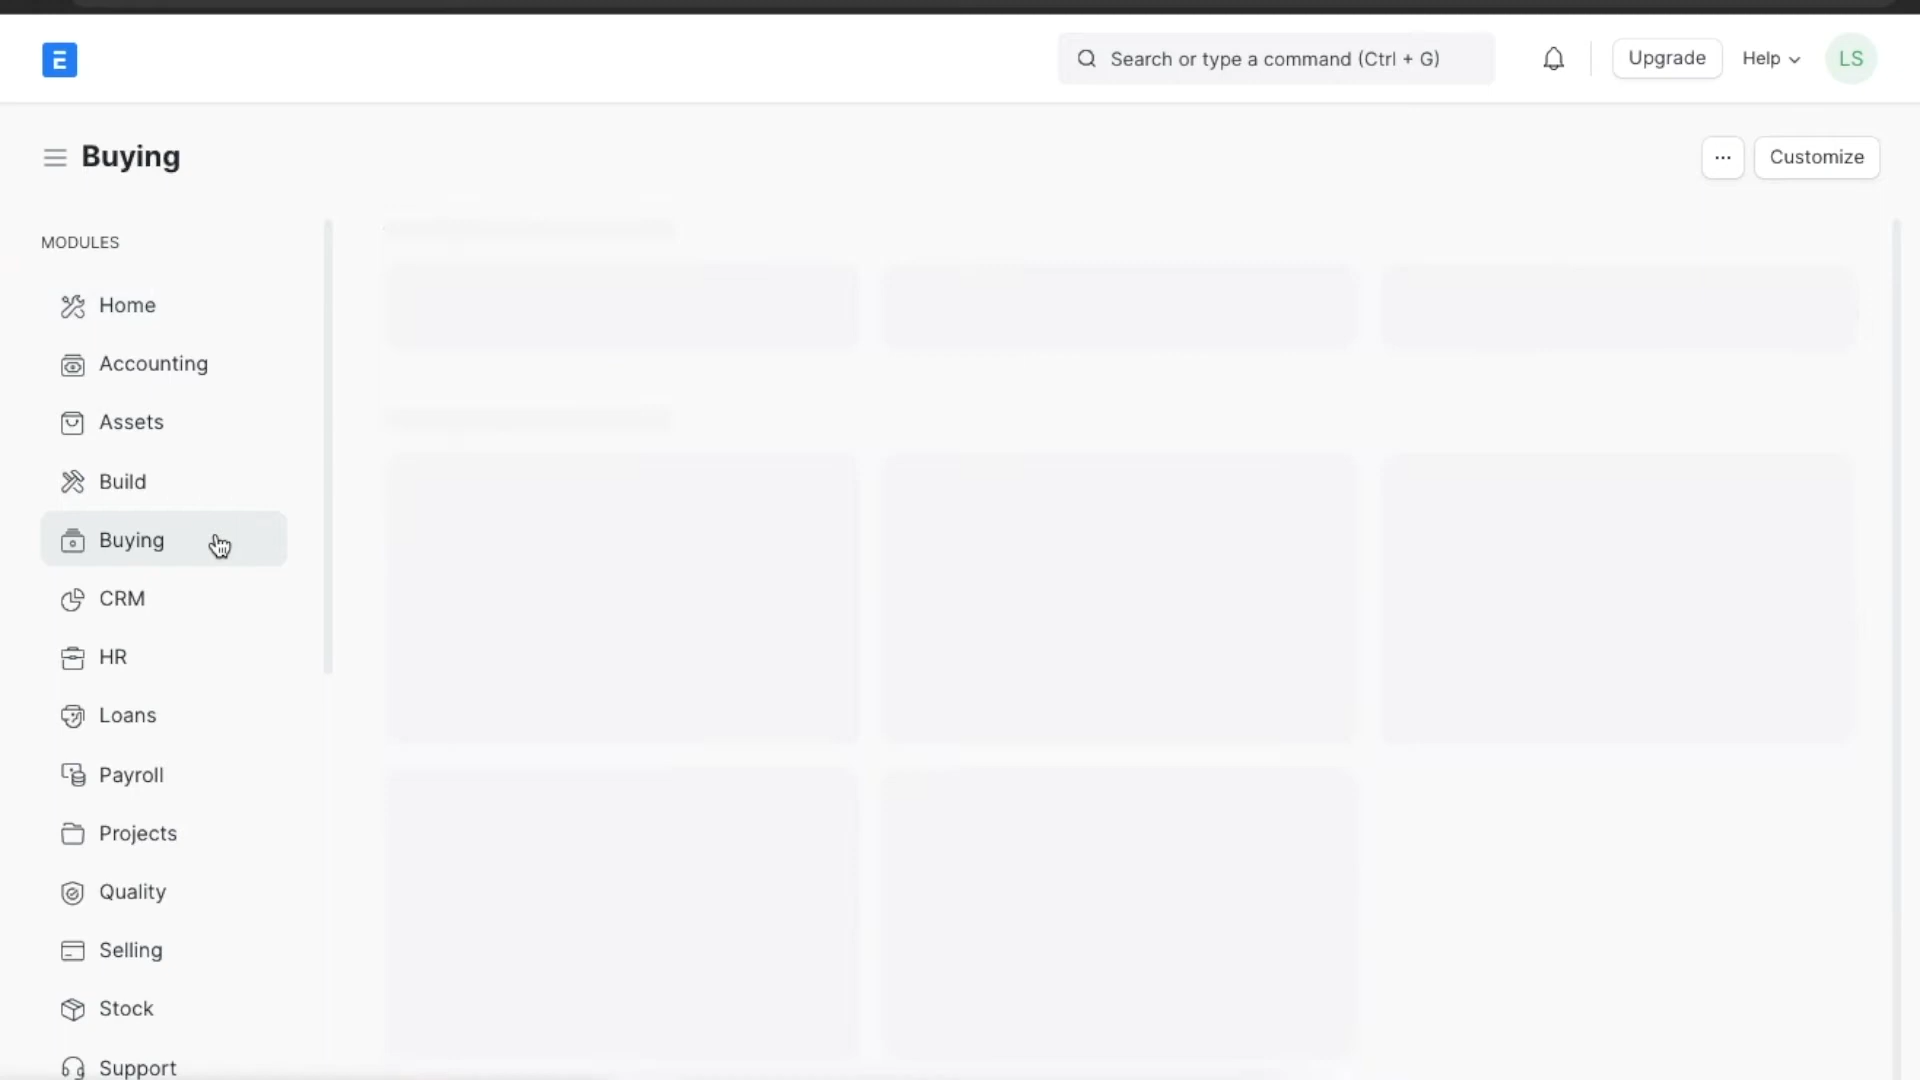 E
Search or type a command (Ctrl + G)
Upgrade
Help
LS
Buying
...
Customize
MODULES
Home
Accounting
Assets
Build
Buying
CRM
HR
Loans
Payroll
Projects
Quality
Selling
Stock
Support